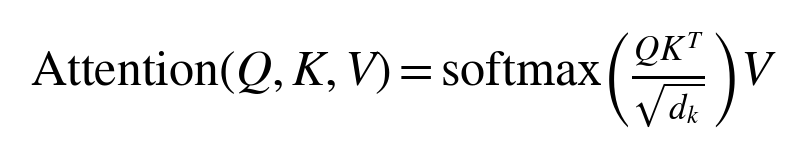 Attention(Q, K, V) = softmax(QK^T / √d_k)V